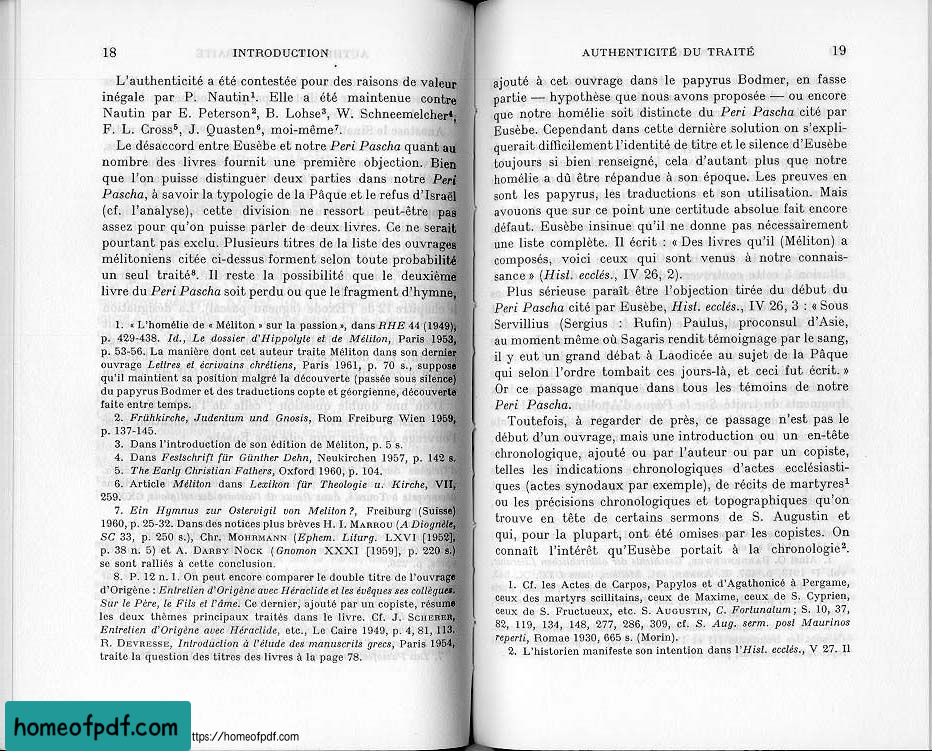 18 INTRODUCTION
L'authenticité a été contestée pour des raisons de valeur
inégale par P. Nautin¹. Elle a été maintenue contre
Nautin par E. Peterson², B. Lohse³, W. Schneemelcher⁴,
F. L. Cross⁵, J. Quasten⁶, moi-même⁷.
Le désaccord entre Eusèbe et notre Peri Pascha quant au
nombre des livres fournit une première objection. Bien
que l'on puisse distinguer deux parties dans notre Peri
Pascha, à savoir la typologie de la Pâque et le refus d'Israël
(cf. l'analyse), cette division ne ressort peut-être pas
assez pour qu'on puisse parler de deux livres. Ce ne serait
pourtant pas exclu. Plusieurs titres de la liste des ouvrages
mélitoniens citée ci-dessus forment selon toute probabilité
un seul traité⁸. Il reste la possibilité que le deuxième
livre du Peri Pascha soit perdu ou que le fragment d'hymne,
1. « L'homélie de « Méliton » sur la passion », dans RHE 44 (1949),
p. 429-438. Id., Le dossier d'Hippolyte et de Méliton, Paris 1953,
p. 53-56. La manière dont cet auteur traite Méliton dans son dernier
ouvrage Lettres et écrivains chrétiens, Paris 1961, p. 70 s., suppose
qu'il maintient sa position malgré la découverte (passée sous silence)
du papyrus Bodmer et des traductions copte et géorgienne, découverte
faite entre temps.
2. Frühkirche, Judentum und Gnosis, Rom Freiburg Wien 1959,
p. 137-145.
3. Dans l'introduction de son édition de Méliton, p. 5 s.
4. Dans Festschrift für Günther Dehn, Neukirchen 1957, p. 142 s.
5. The Early Christian Fathers, Oxford 1960, p. 104.
6. Article Méliton dans Lexikon für Theologie u. Kirche, VII,
259.
7. Ein Hymnus zur Ostervigil von Meliton?, Freiburg (Suisse)
1960, p. 25-32. Dans des notices plus brèves H. I. MARROU (A Diognète,
SC 33, p. 250 s.), Chr. MOHRMANN (Ephem. Liturg. LXVI [1952],
p. 38 n. 5) et A. DARBY NOCK (Gnomon XXXI [1959], p. 220 s.)
se sont ralliés à cette conclusion.
8. P. 12 n. 1. On peut encore comparer le double titre de l'ouvrage
d'Origène : Entretien d'Origène avec Héraclide et les évêques ses collègues.
Sur le Père, le Fils et l'âme. Ce dernier, ajouté par un copiste, résume
les deux thèmes principaux traités dans le livre. Cf. J. SCHERER,
Entretien d'Origène avec Héraclide, etc., Le Caire 1949, p. 4, 81, 113.
R. DEVRESSE, Introduction à l'étude des manuscrits grecs, Paris 1954,
traite la question des titres des livres à la page 78.
AUTHENTICITÉ DU TRAITÉ 19
ajouté à cet ouvrage dans le papyrus Bodmer, en fasse
partie — hypothèse que nous avons proposée — ou encore
que notre homélie soit distincte du Peri Pascha cité par
Eusèbe. Cependant dans cette dernière solution on s'expli-
querait difficilement l'identité de titre et le silence d'Eusèbe
toujours si bien renseigné, cela d'autant plus que notre
homélie a dû être répandue à son époque. Les preuves en
sont les papyrus, les traductions et son utilisation. Mais
avouons que sur ce point une certitude absolue fait encore
défaut. Eusèbe insinue qu'il ne donne pas nécessairement
une liste complète. Il écrit : « Des livres qu'il (Méliton) a
composés, voici ceux qui sont venus à notre connais-
sance » (Hist. ecclés., IV 26, 2).
Plus sérieuse paraît être l'objection tirée du début du
Peri Pascha cité par Eusèbe, Hist. ecclés., IV 26, 3 : « Sous
Servillius (Sergius : Rufin) Paulus, proconsul d'Asie,
au moment même où Sagaris rendit témoignage par le sang,
il y eut un grand débat à Laodicée au sujet de la Pâque
qui selon l'ordre tombait ces jours-là, et ceci fut écrit. »
Or ce passage manque dans tous les témoins de notre
Peri Pascha.
Toutefois, à regarder de près, ce passage n'est pas le
début d'un ouvrage, mais une introduction ou un en-tête
chronologique, ajouté ou par l'auteur ou par un copiste,
telles les indications chronologiques d'actes ecclésiasti-
ques (actes synodaux par exemple), de récits de martyres¹
ou les précisions chronologiques et topographiques qu'on
trouve en tête de certains sermons de S. Augustin et
qui, pour la plupart, ont été omises par les copistes. On
connaît l'intérêt qu'Eusèbe portait à la chronologie².
1. Cf. les Actes de Carpos, Papylos et d'Agathonicé à Pergame,
ceux des martyrs scillitains, ceux de Maxime, ceux de S. Cyprien,
ceux de S. Fructueux, etc. S. AUGUSTIN, C. Fortunatum; S. 10, 37,
82, 119, 134, 148, 277, 286, 309, cf. S. Aug. serm. post Maurinos
reperti, Romae 1930, 665 s. (Morin).
2. L'historien manifeste son intention dans l'Hist. ecclés., V 27. Il
homeofpdf.com
ttps://homeofpdf.com